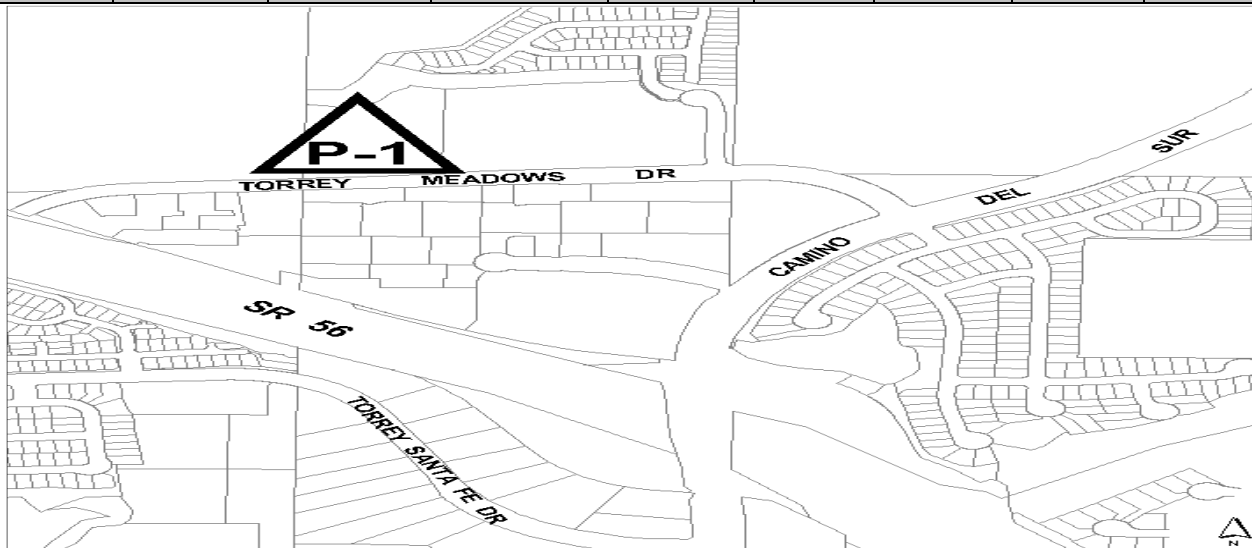 P-1
TORREY MEADOWS DR
SUR
DEL
CAMINO
SR 56
TORREY SANTA FE DR
N